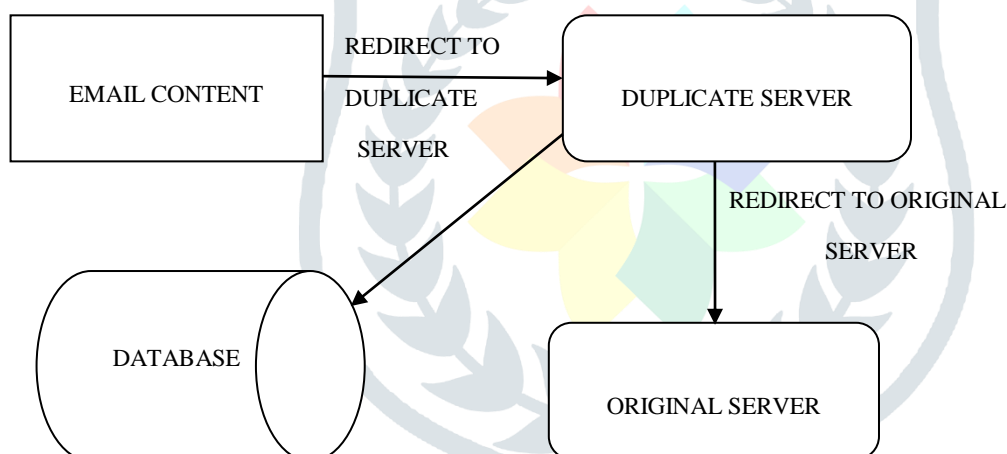 EMAIL CONTENT
REDIRECT TO
DUPLICATE
SERVER
DUPLICATE SERVER
REDIRECT TO ORIGINAL
SERVER
DATABASE
ORIGINAL SERVER